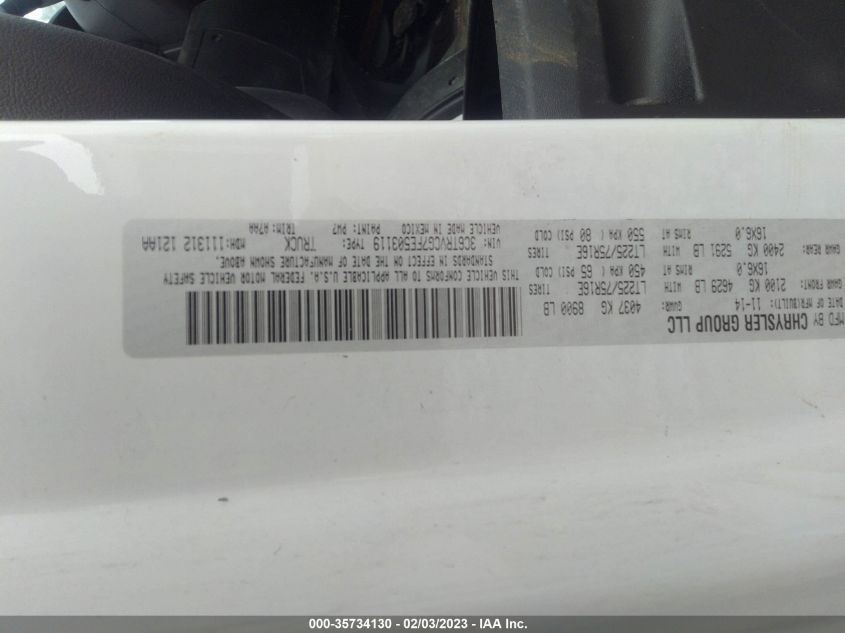 MFD BY CHRYSLER GROUP LLC
DATE OF MFR(BUILT): 11-14 GVWR: 4037 KG 8900 LB
GAWR FRONT: 2100 KG 4629 LB WITH LT225/75R16E TIRES
16X6.0 RIMS AT 450 KPA ( 65 PSI) COLD
GAWR REAR: 2400 KG 5291 LB WITH LT225/75R16E TIRES
16X6.0 RIMS AT 550 KPA ( 80 PSI) COLD
THIS VEHICLE CONFORMS TO ALL APPLICABLE U.S.A. FEDERAL MOTOR VEHICLE SAFETY
STANDARDS IN EFFECT ON THE DATE OF MANUFACTURE SHOWN ABOVE.
VIN: 3C6TRVCG7FE503119 TYPE: TRUCK MDH:111312 121AA
VEHICLE MADE IN MEXICO PAINT: PW7 TRIM:A7AA
000-35734130 - 02/03/2023 - IAA Inc.